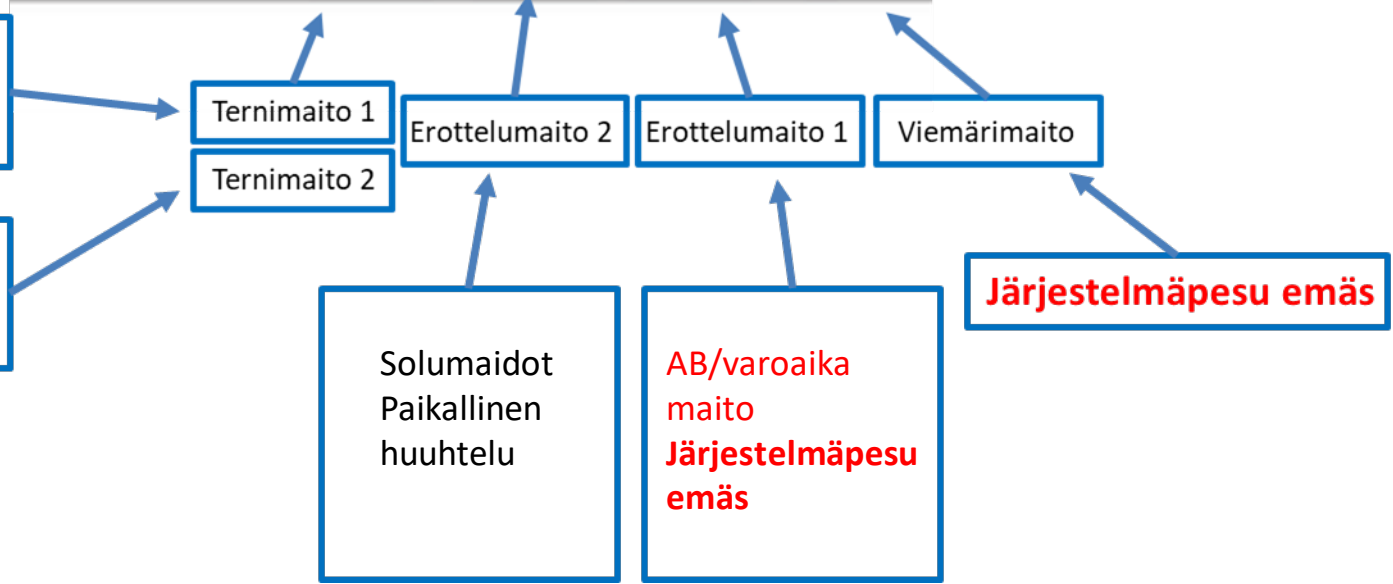 Ternimaito 1
Ternimaito 2
Erottelumaito 2
Erottelumaito 1
Viemärimaito
Järjestelmäpesu emäs
Solumaidot
Paikallinen
huuhtelu
AB/varoaika
maito
Järjestelmäpesu
emäs